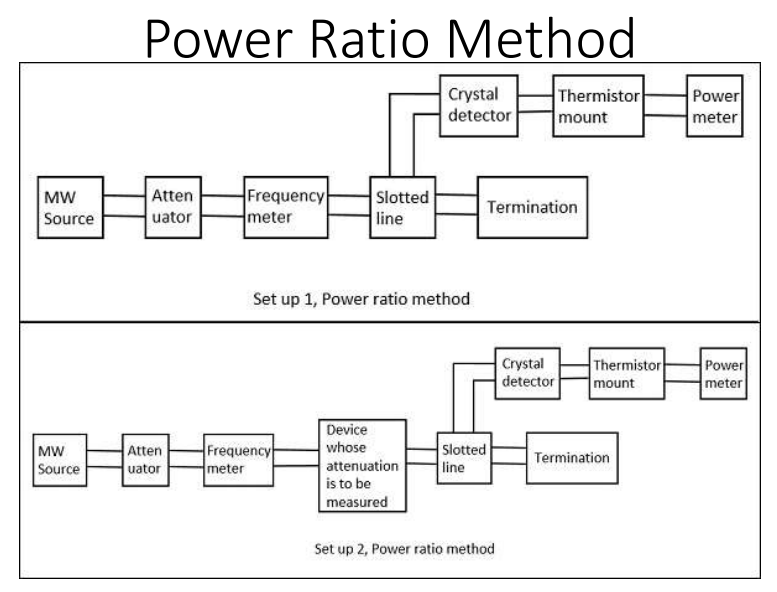 Power Ratio Method
Crystal
detector
Thermistor
mount
Power
meter
MW
Source
Atten
uator
Frequency
meter
Slotted
line
Termination
Set up 1, Power ratio method
Crystal
detector
Thermistor
mount
Power
meter
MW
Source
Atten
uator
Frequency
meter
Device
whose
attenuation
is to be
measured
Slotted
line
Termination
Set up 2, Power ratio method